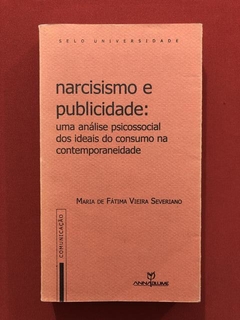 SELO UNIVERSIDADE
narcisismo e
publicidade:
uma análise psicossocial
dos ideais do consumo na
contemporaneidade
MARIA DE FÁTIMA VIEIRA SEVERIANO
COMUNICAÇÃO
ANNABLUME